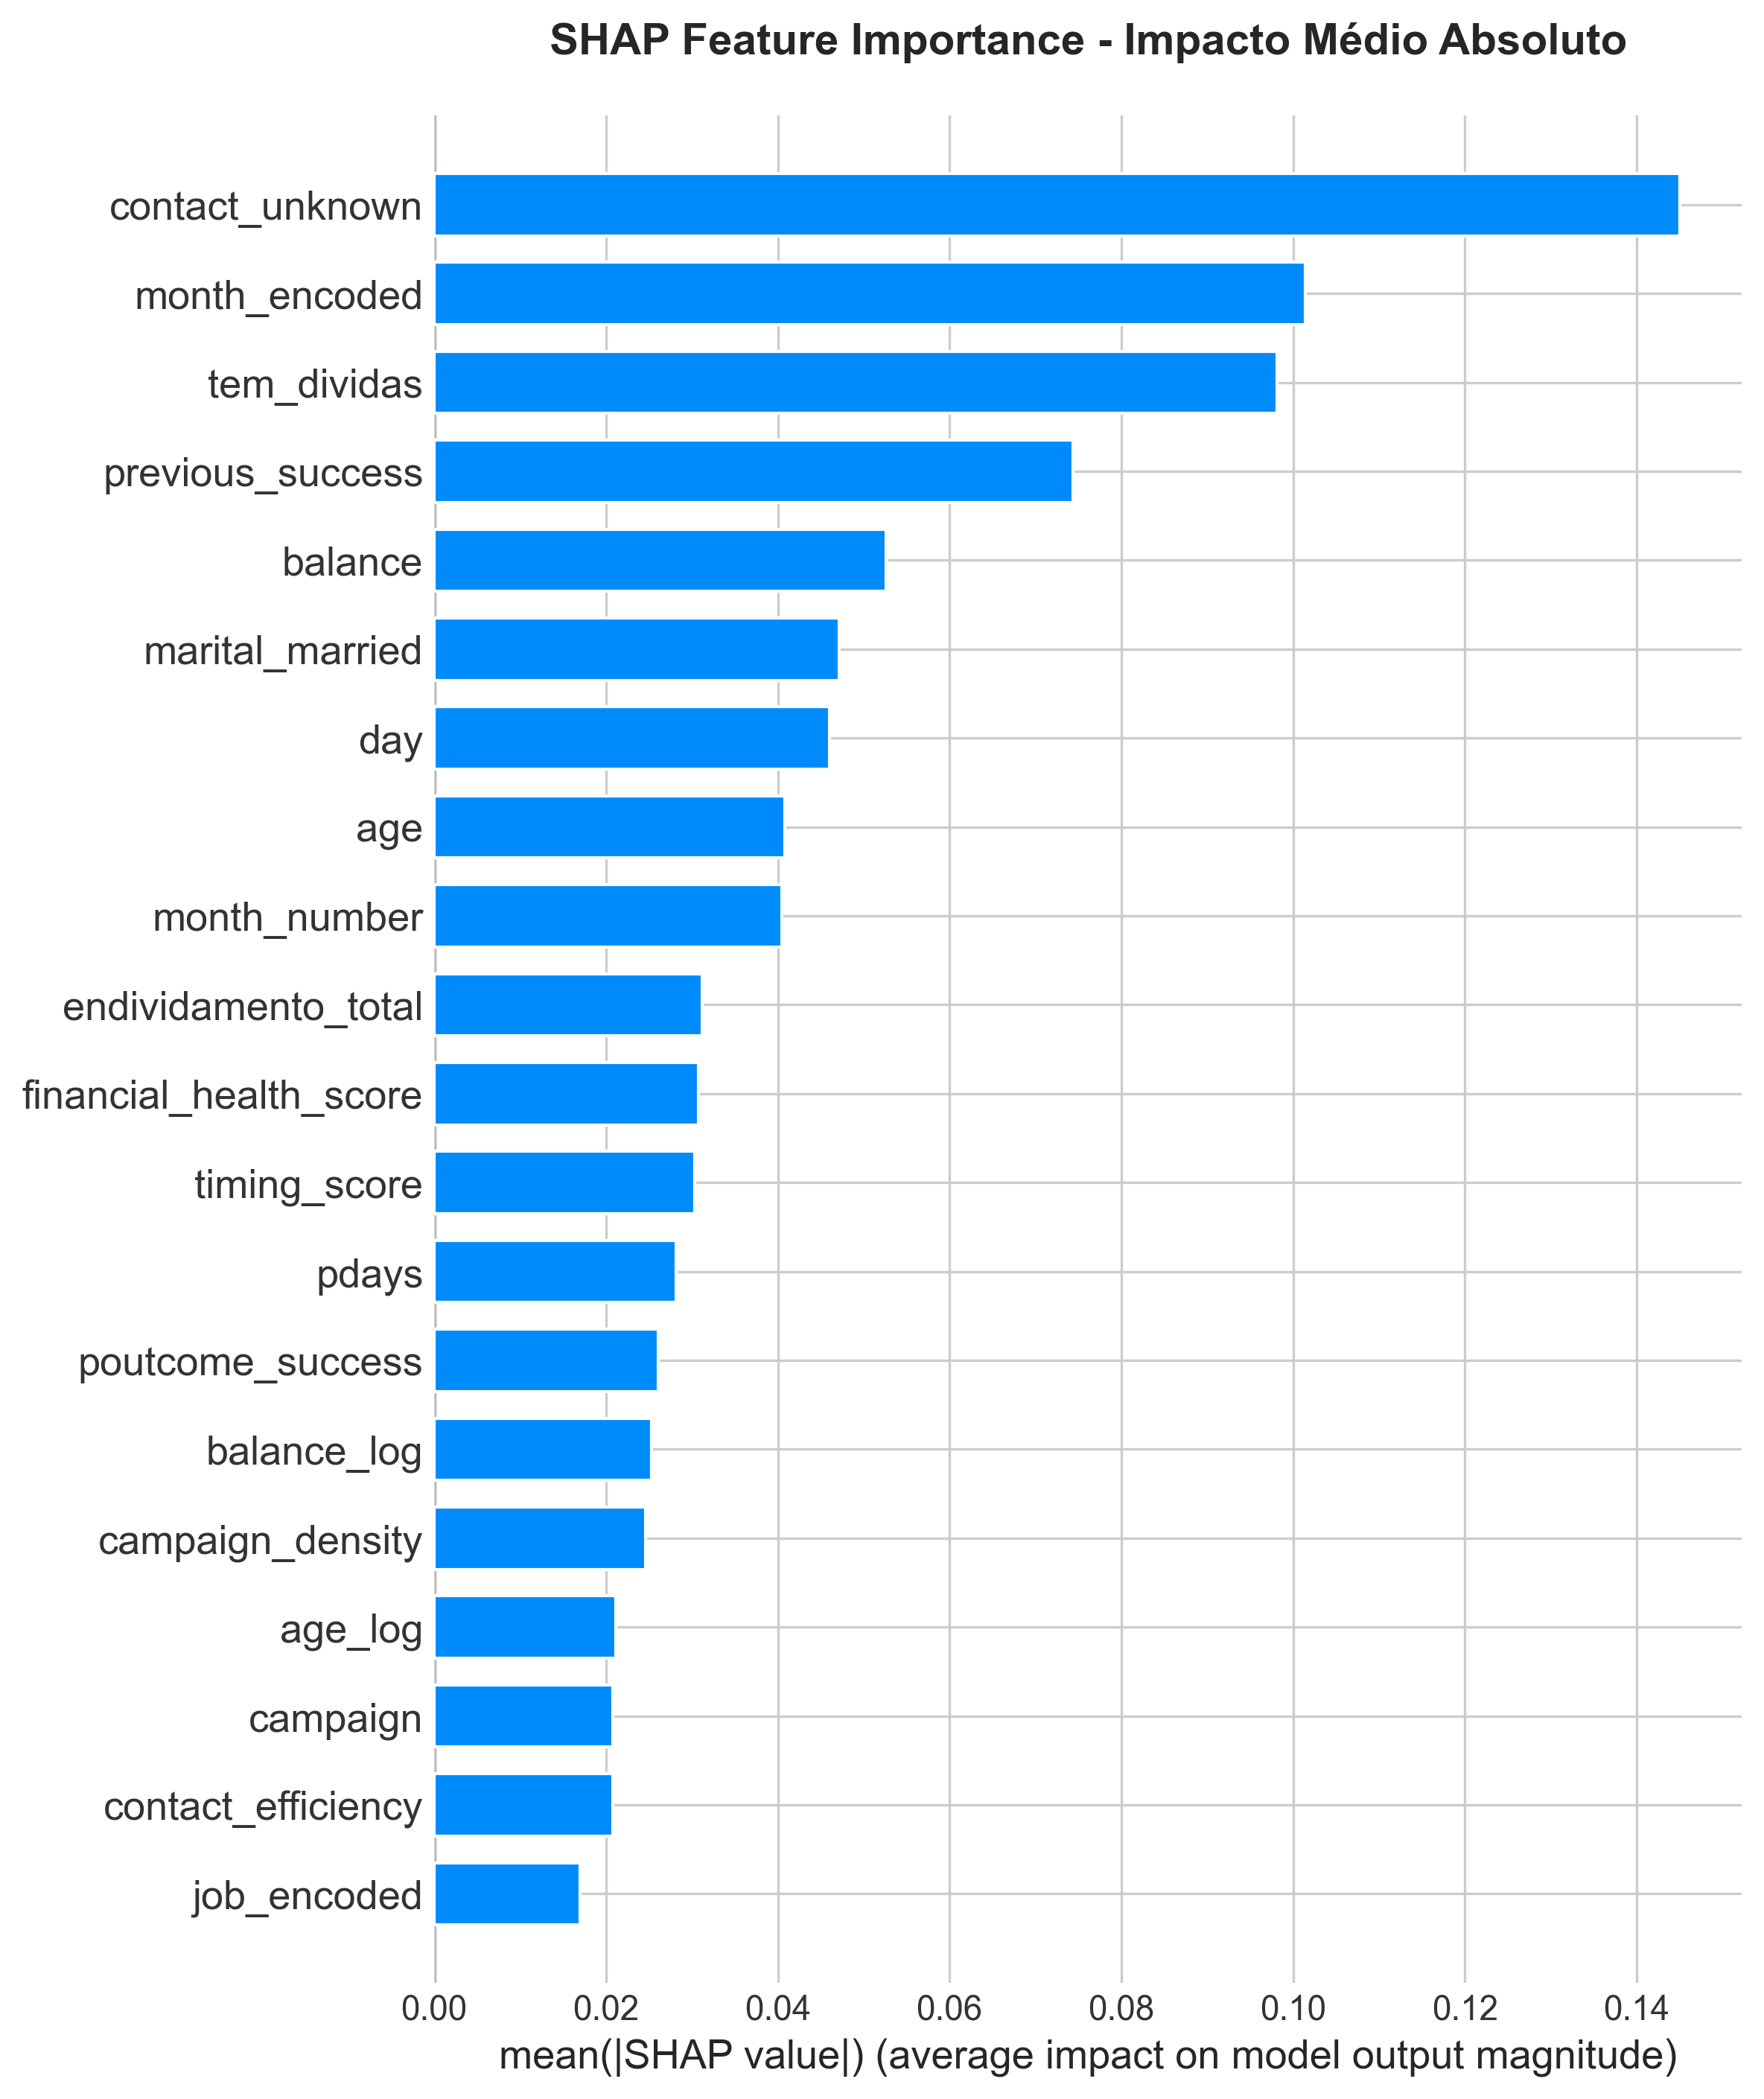 SHAP Feature Importance - Impacto Médio Absoluto
contact_unknown
month_encoded
tem_dividas
previous_success
balance
marital_married
day
age
month_number
endividamento_total
financial_health_score
timing_score
pdays
poutcome_success
balance_log
campaign_density
age_log
campaign
contact_efficiency
job_encoded
0.00 0.02 0.04 0.06 0.08 0.10 0.12 0.14
mean(|SHAP value|) (average impact on model output magnitude)